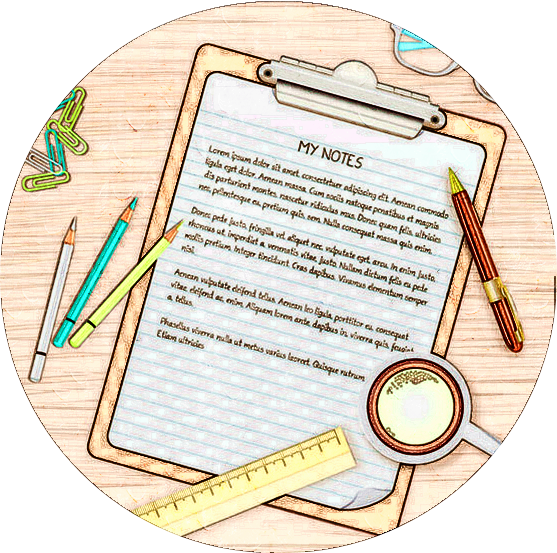 MY NOTES
Lorem ipsum dolor sit amet, consectetuer adipiscing elit. Aenean commodo
ligula eget dolor. Aenean massa. Cum sociis natoque penatibus et magnis
dis parturient montes, nascetur ridiculus mus. Donec quam felis, ultricies
nec, pellentesque eu, pretium quis, sem. Nulla consequat massa quis enim.
Donec pede justo, fringilla vel, aliquet nec, vulputate eget, arcu. In enim justo,
rhoncus ut, imperdiet a, venenatis vitae, justo. Nullam dictum felis eu pede
mollis pretium. Integer tincidunt. Cras dapibus. Vivamus elementum semper
nisi.
Aenean vulputate eleifend tellus. Aenean leo ligula, porttitor eu, consequat
vitae, eleifend ac, enim. Aliquam lorem ante, dapibus in, viverra quis, feugiat
a, tellus.
Phasellus viverra nulla ut metus varius laoreet. Quisque rutrum
Etiam ultricies